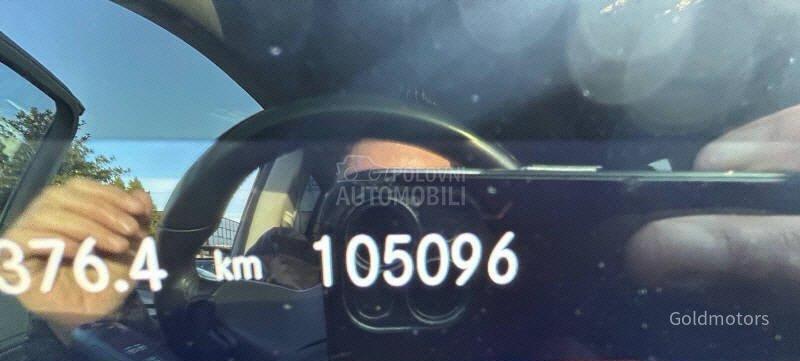 POLOVNI
AUTOMOBILI
376.4 km 105096
Goldmotors